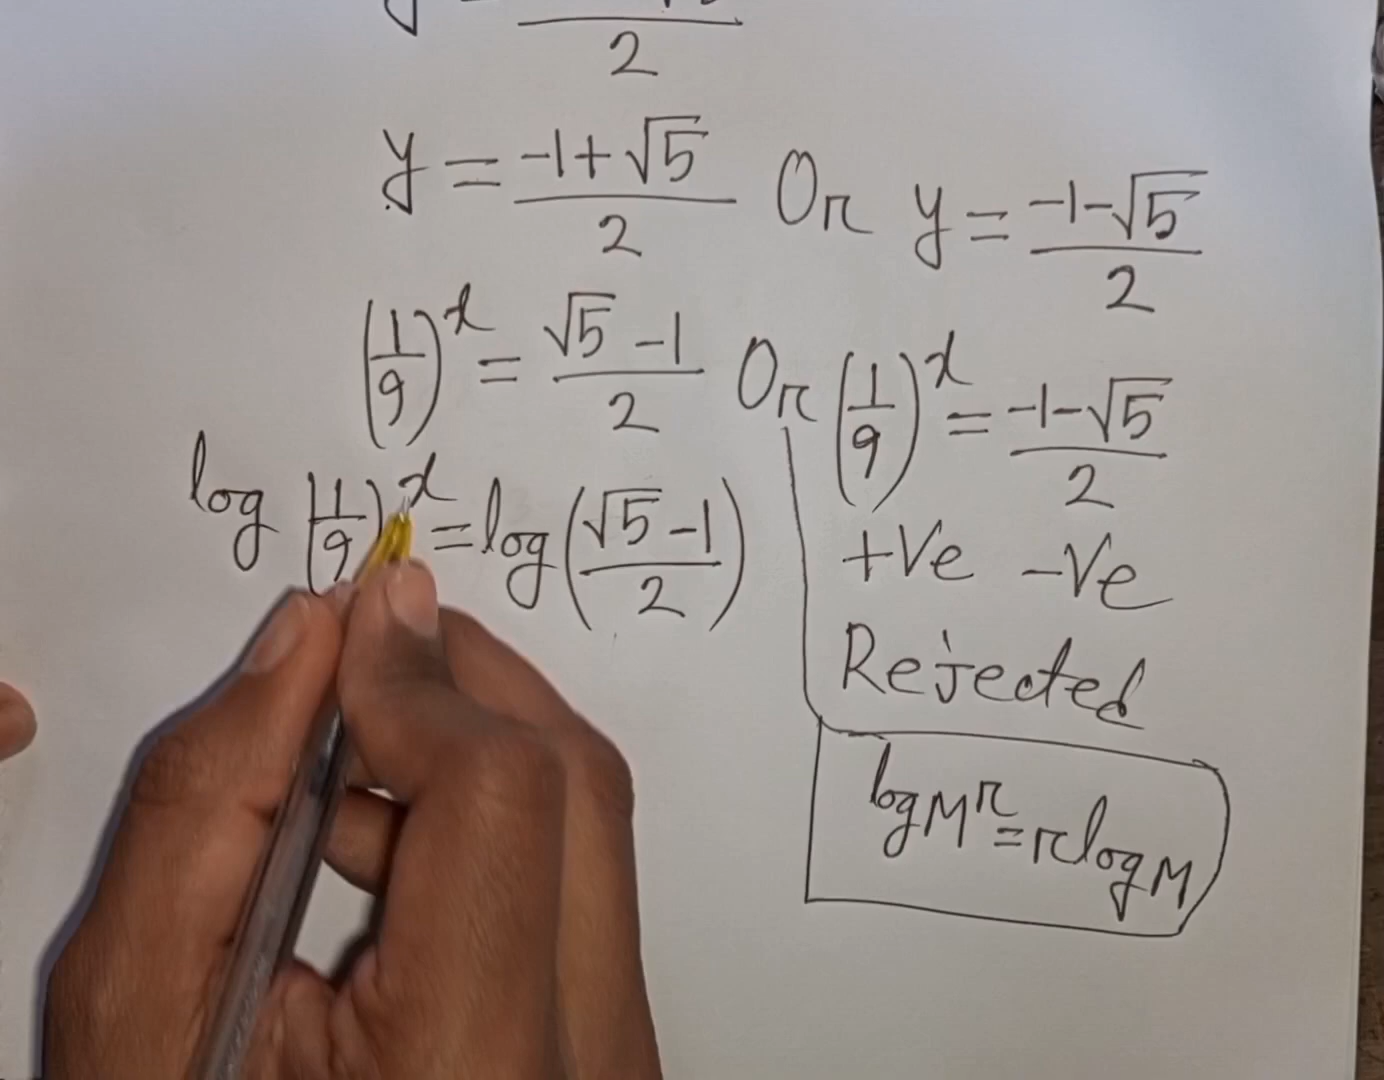 2
y = (-1+√5)/2 Or y = (-1-√5)/2
(1/9)^x = (√5-1)/2 Or (1/9)^x = (-1-√5)/2
log (1/9)^x = log((√5-1)/2)
+Ve -Ve
Rejected
log M^r = r log M